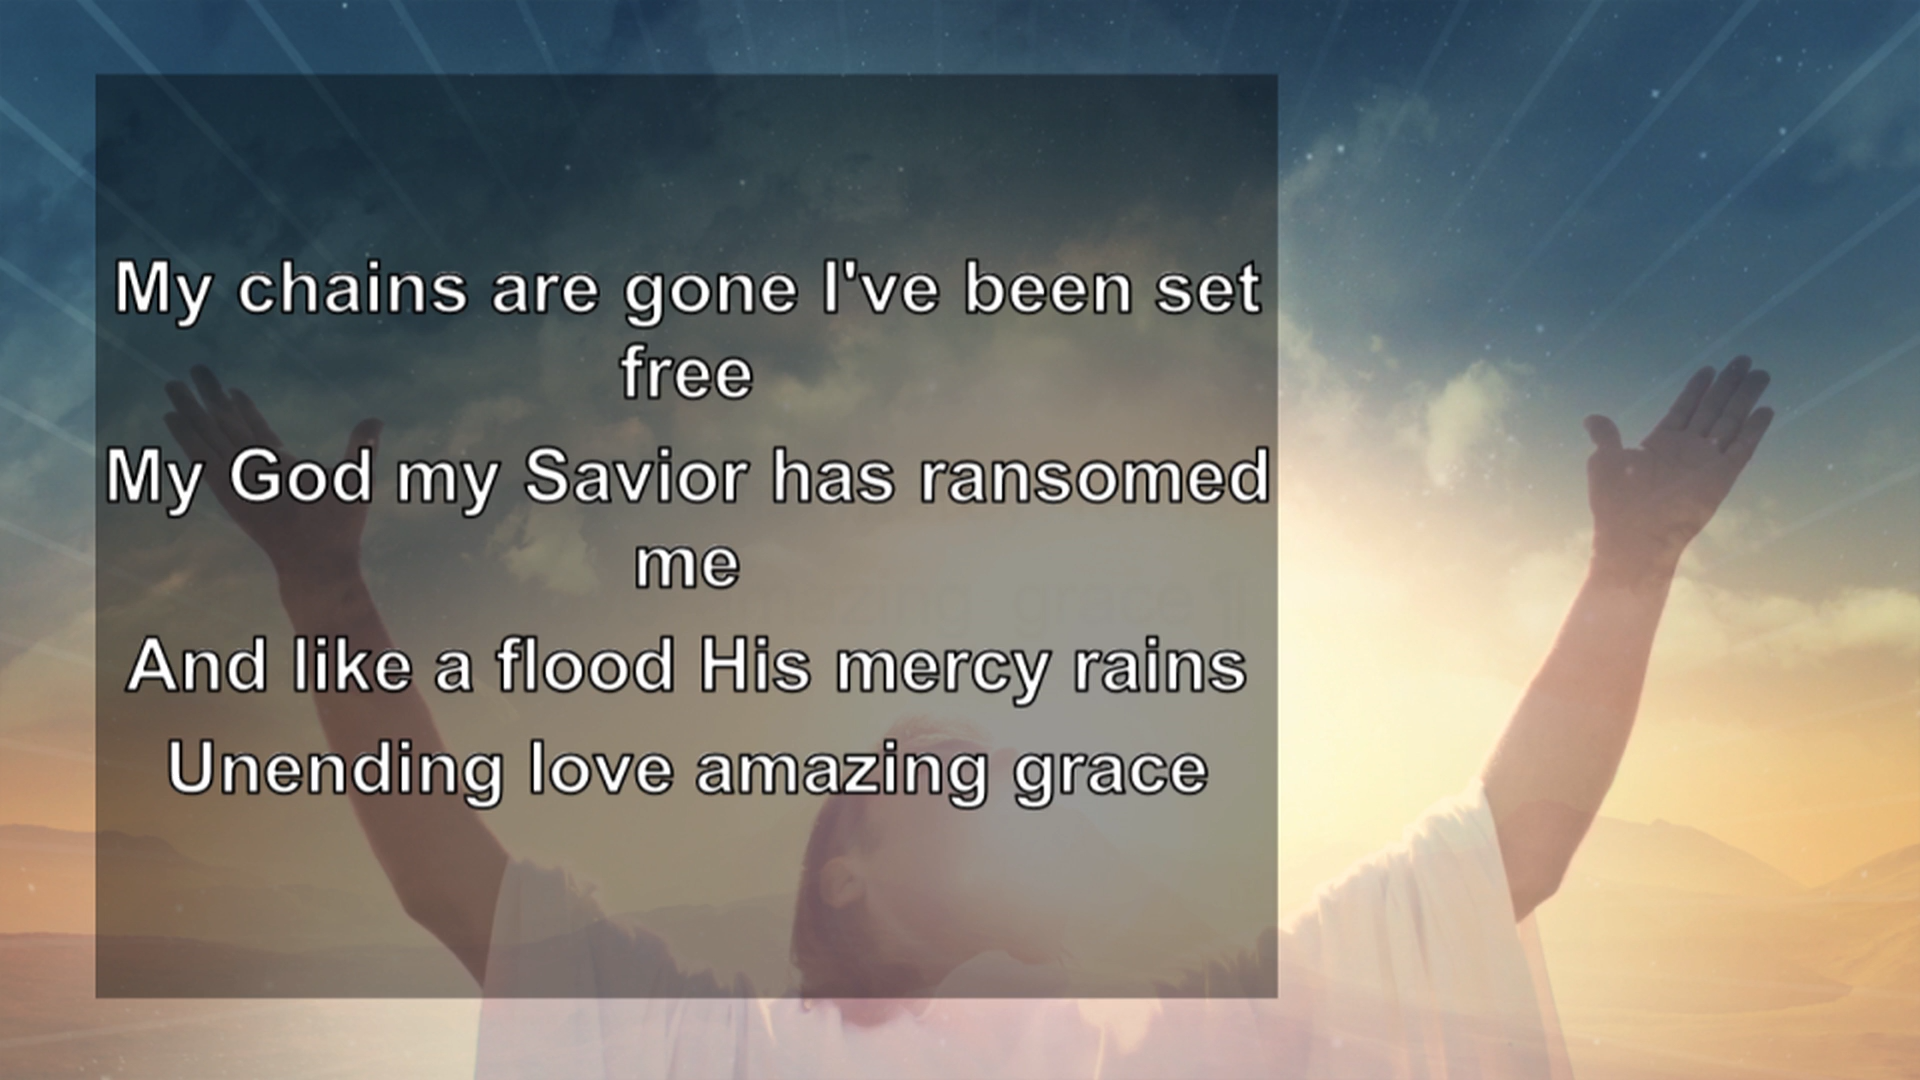 My chains are gone I've been set
free
My God my Savior has ransomed
me
And like a flood His mercy rains
Unending love amazing grace